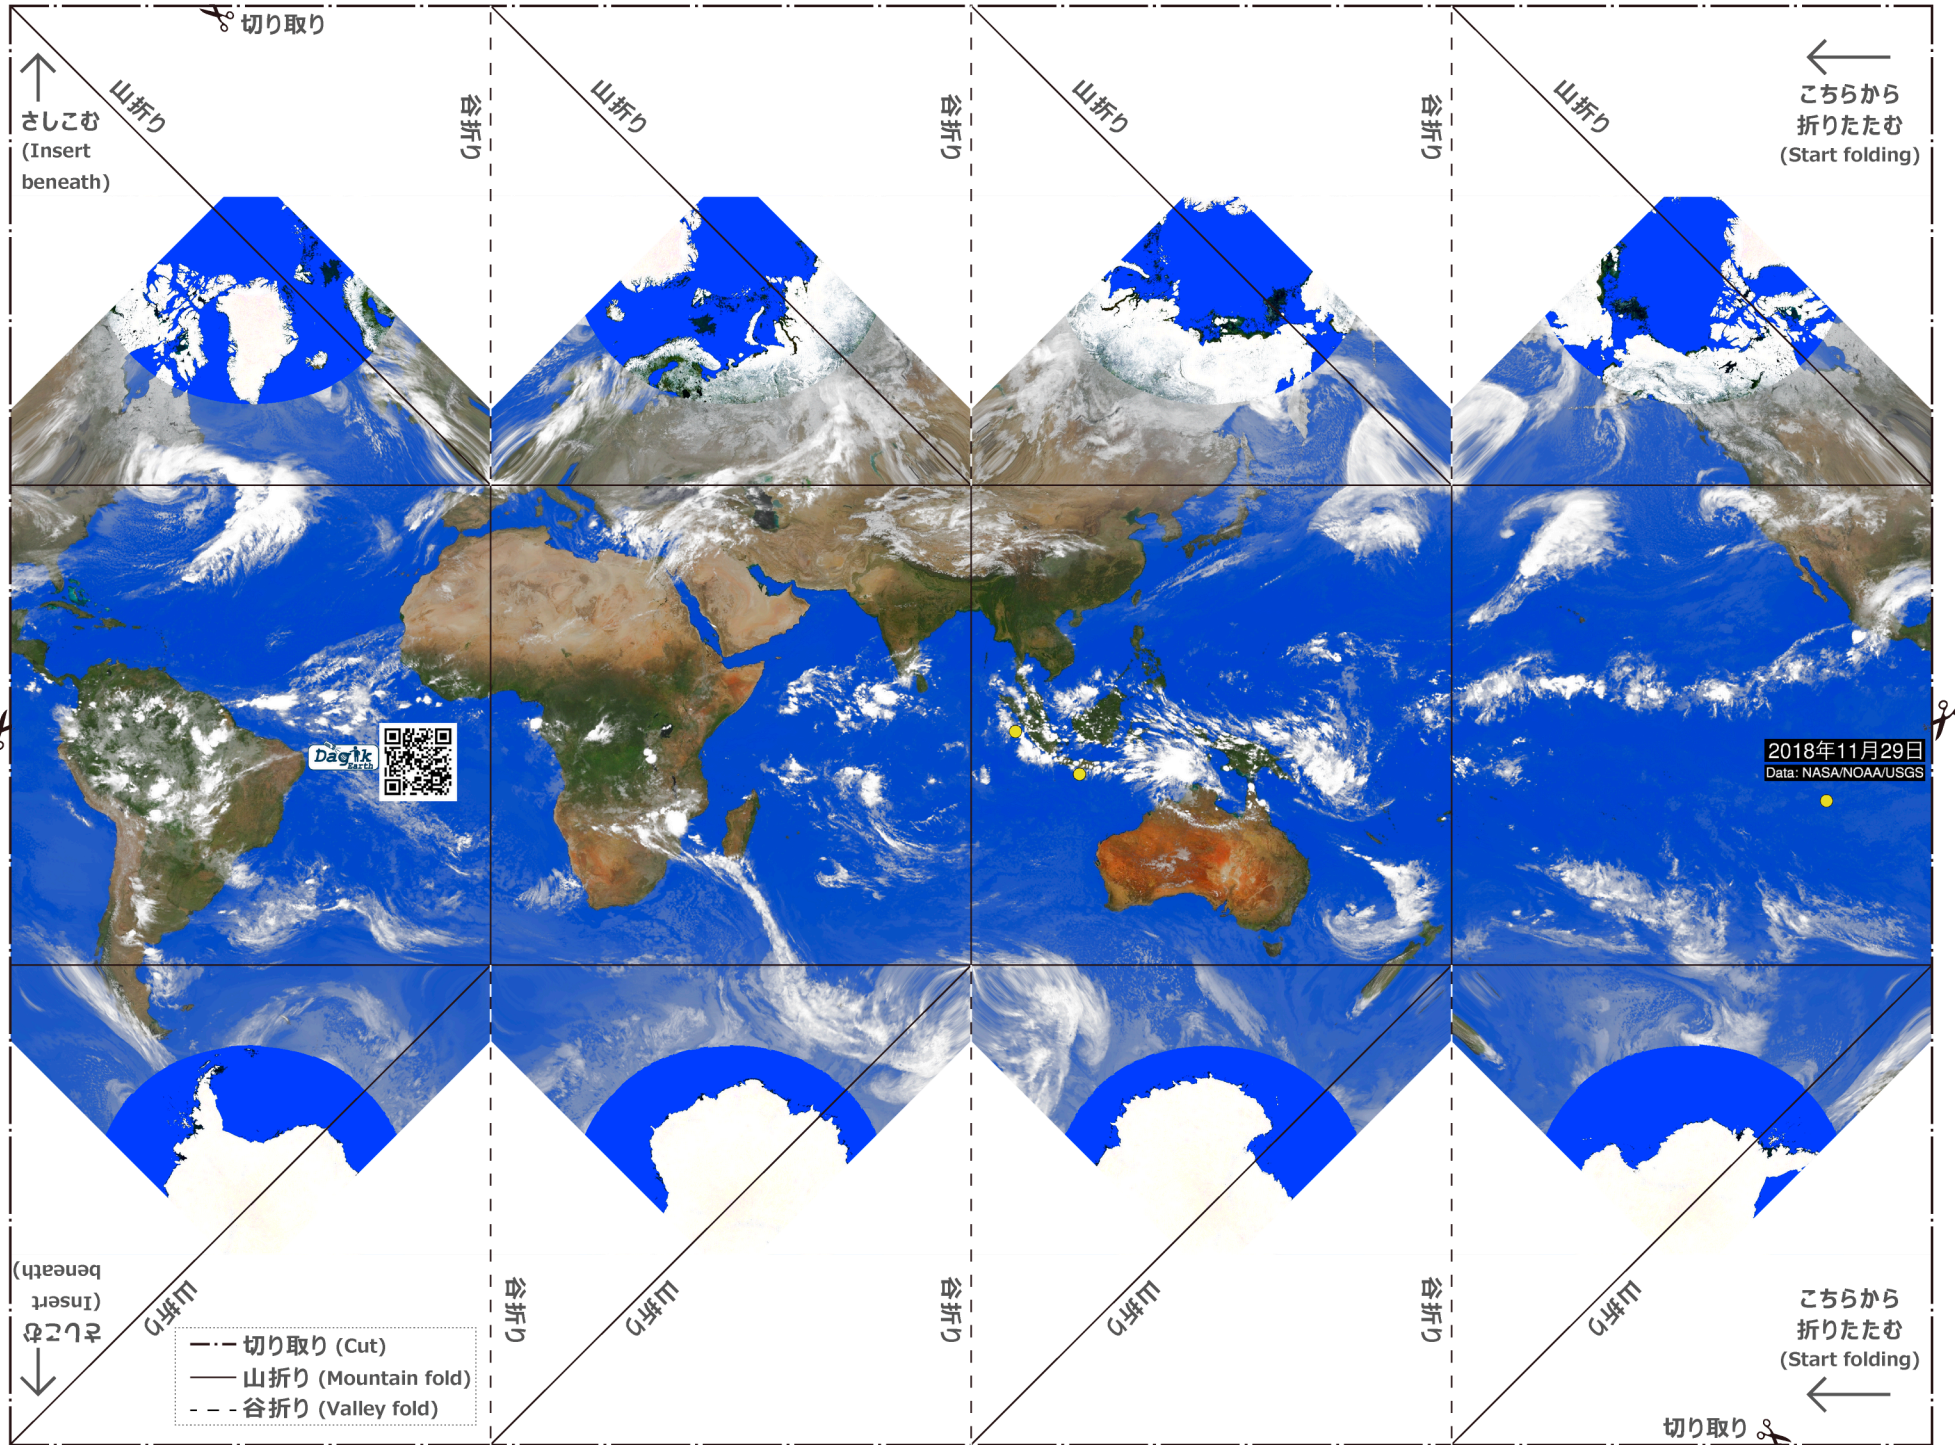 切り取り
さしこむ
(Insert
beneath)
山折り
谷折り
山折り
谷折り
山折り
谷折り
山折り
こちらから
折りたたむ
(Start folding)
Dagik
Earth
2018年11月29日
Data: NASA/NOAA/USGS
さしこむ
(Insert
beneath)
山折り
谷折り
山折り
谷折り
山折り
谷折り
山折り
こちらから
折りたたむ
(Start folding)
切り取り (Cut)
山折り (Mountain fold)
谷折り (Valley fold)
切り取り